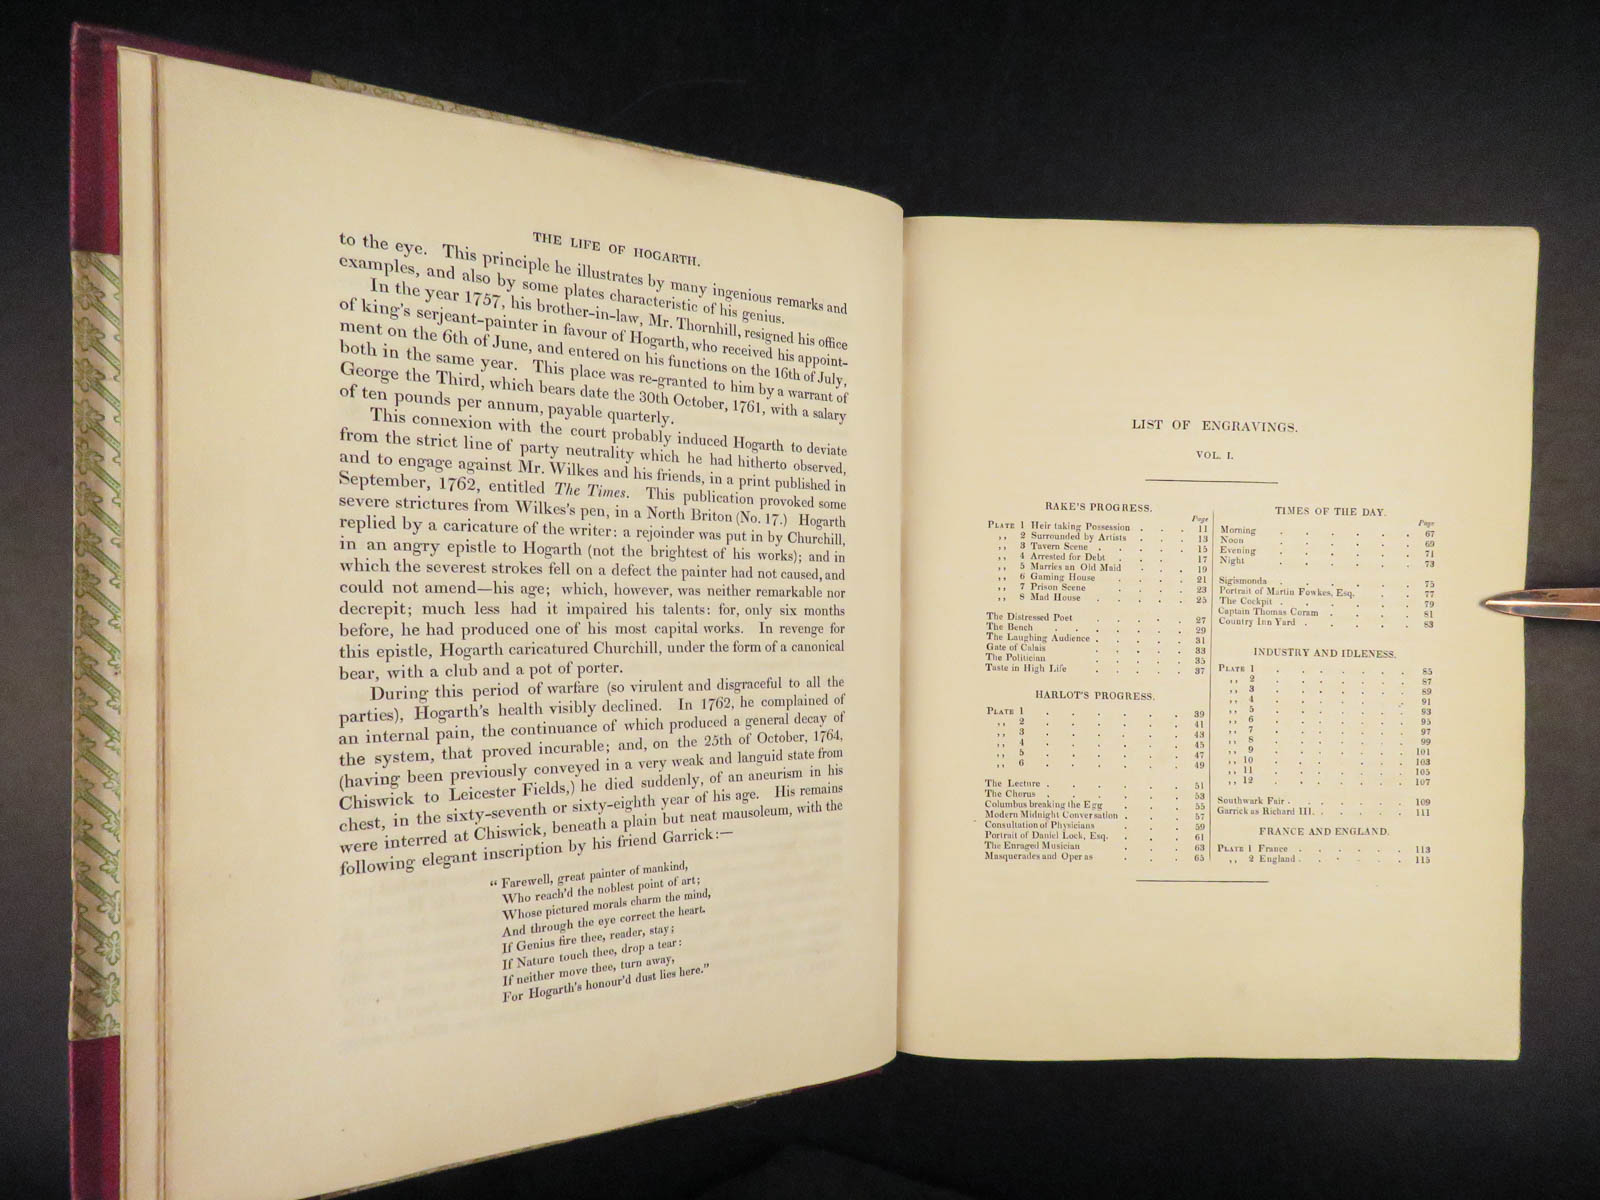 THE LIFE OF HOGARTH.
to the eye. This principle he illustrates by many ingenious remarks and
examples, and also by some plates characteristic of his genius.
In the year 1757, his brother-in-law, Mr. Thornhill, resigned his office
of king's serjeant-painter in favour of Hogarth, who received his appoint-
ment on the 6th of June, and entered on his functions on the 16th of July,
both in the same year. This place was re-granted to him by a warrant of
George the Third, which bears date the 30th October, 1761, with a salary
of ten pounds per annum, payable quarterly.
This connexion with the court probably induced Hogarth to deviate
from the strict line of party neutrality which he had hitherto observed,
and to engage against Mr. Wilkes and his friends, in a print published in
September, 1762, entitled The Times. This publication provoked some
severe strictures from Wilkes's pen, in a North Briton (No. 17.) Hogarth
replied by a caricature of the writer: a rejoinder was put in by Churchill,
in an angry epistle to Hogarth (not the brightest of his works); and in
which the severest strokes fell on a defect the painter had not caused, and
could not amend—his age; which, however, was neither remarkable nor
decrepit; much less had it impaired his talents: for, only six months
before, he had produced one of his most capital works. In revenge for
this epistle, Hogarth caricatured Churchill, under the form of a canonical
bear, with a club and a pot of porter.
During this period of warfare (so virulent and disgraceful to all the
parties), Hogarth's health visibly declined. In 1762, he complained of
an internal pain, the continuance of which produced a general decay of
the system, that proved incurable; and, on the 25th of October, 1764,
(having been previously conveyed in a very weak and languid state from
Chiswick to Leicester Fields,) he died suddenly, of an aneurism in his
chest, in the sixty-seventh or sixty-eighth year of his age. His remains
were interred at Chiswick, beneath a plain but neat mausoleum, with the
following elegant inscription by his friend Garrick:—
"Farewell, great painter of mankind,
Who reach'd the noblest point of art;
Whose pictured morals charm the mind,
And through the eye correct the heart.
If Genius fire thee, reader, stay;
If Nature touch thee, drop a tear:
If neither move thee, turn away,
For Hogarth's honour'd dust lies here."
LIST OF ENGRAVINGS.
VOL. I.
RAKE'S PROGRESS.
Page
PLATE 1 Heir taking Possession . . . 11
,, 2 Surrounded by Artists . . . 13
,, 3 Tavern Scene . . . . . 15
,, 4 Arrested for Debt . . . . 17
,, 5 Marries an Old Maid . . . 19
,, 6 Gaming House . . . . 21
,, 7 Prison Scene . . . . 23
,, 8 Mad House . . . . . 25
The Distressed Poet . . . . . 27
The Bench . . . . . . 29
The Laughing Audience . . . . . 31
Gate of Calais . . . . . 33
The Politician . . . . . 35
Taste in High Life . . . . . 37
HARLOT'S PROGRESS.
PLATE 1 . . . . . . 39
,, 2 . . . . . . 41
,, 3 . . . . . . 43
,, 4 . . . . . . 45
,, 5 . . . . . . 47
,, 6 . . . . . . 49
The Lecture . . . . . . 51
The Chorus . . . . . . 53
Columbus breaking the Egg . . . 55
Modern Midnight Conversation . . . 57
Consultation of Physicians . . . 59
Portrait of Daniel Lock, Esq. . . . 61
The Enraged Musician . . . 63
Masquerades and Operas . . . 65
TIMES OF THE DAY.
Page
Morning . . . . . . 67
Noon . . . . . . 69
Evening . . . . . . 71
Night . . . . . . 73
Sigismonda . . . . . . 75
Portrait of Martin Fowkes, Esq. . . 77
The Cockpit . . . . . . 79
Captain Thomas Coram . . . . . 81
Country Inn Yard . . . . . 83
INDUSTRY AND IDLENESS.
PLATE 1 . . . . . . 85
,, 2 . . . . . . 87
,, 3 . . . . . . 89
,, 4 . . . . . . 91
,, 5 . . . . . . 93
,, 6 . . . . . . 95
,, 7 . . . . . . 97
,, 8 . . . . . . 99
,, 9 . . . . . . 101
,, 10 . . . . . . 103
,, 11 . . . . . . 105
,, 12 . . . . . . 107
Southwark Fair . . . . . . 109
Garrick as Richard III. . . . . . 111
FRANCE AND ENGLAND.
PLATE 1 France . . . . . . 113
,, 2 England . . . . . 115